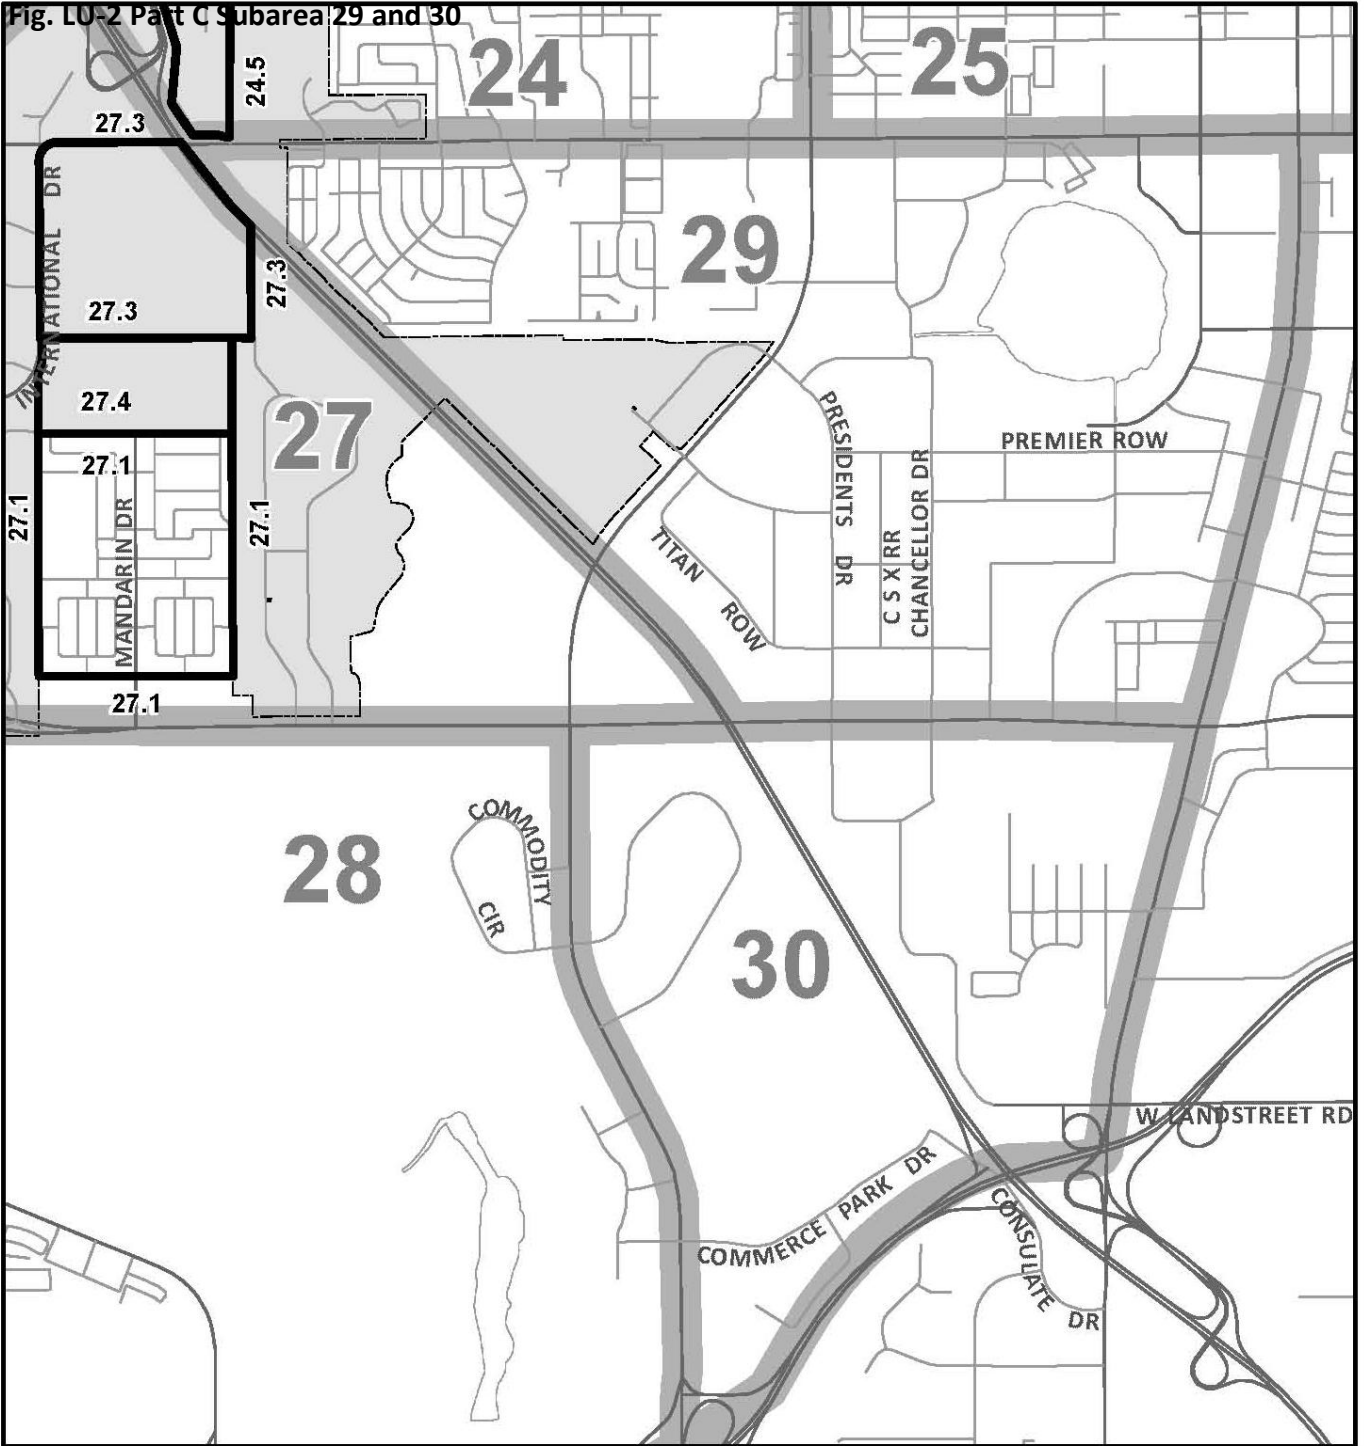 Fig. LU-2 Part C Subarea 29 and 30
24
25
24.5
27.3
INTERNATIONAL DR
29
27.3
27.3
27.4
27
PRESIDENTS DR
PREMIER ROW
27.1
27.1
27.1
MANDARIN DR
TITAN ROW
C S X RR
CHANCELLOR DR
27.1
28
COMMODITY CIR
30
W LANDSTREET RD
COMMERCE PARK DR
CONSULATE DR